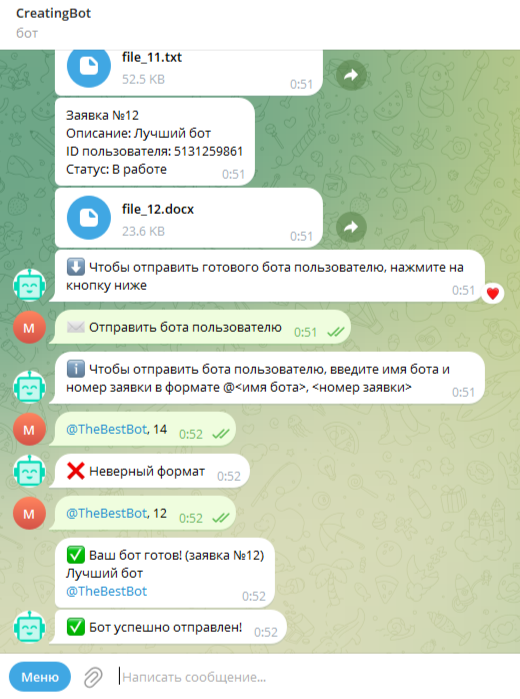 CreatingBot
бот
file_11.txt
52.5 KB
0:51
Заявка №12
Описание: Лучший бот
ID пользователя: 5131259861
Статус: В работе
0:51
file_12.docx
23.6 KB
0:51
Чтобы отправить готового бота пользователю, нажмите на
кнопку ниже
0:51
М
Отправить бота пользователю 0:51
Чтобы отправить бота пользователю, введите имя бота и
номер заявки в формате @<имя бота>, <номер заявки>
0:51
М
@TheBestBot, 14 0:52
Неверный формат 0:52
М
@TheBestBot, 12 0:52
Ваш бот готов! (заявка №12)
Лучший бот
@TheBestBot
0:52
Бот успешно отправлен! 0:52
Меню
Написать сообщение...